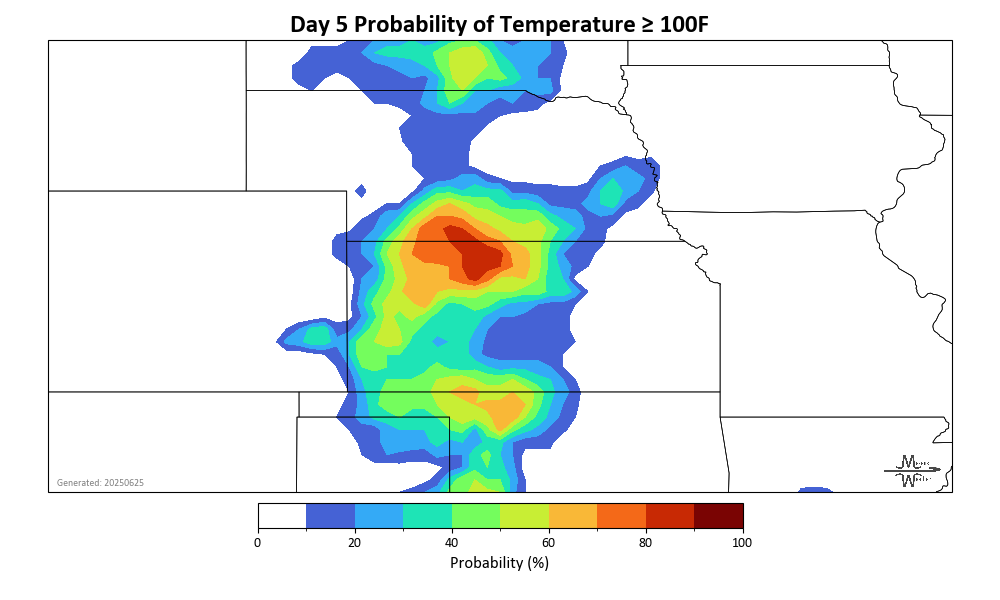 Day 5 Probability of Temperature ≥ 100F
Generated: 20250625
0 20 40 60 80 100
Probability (%)